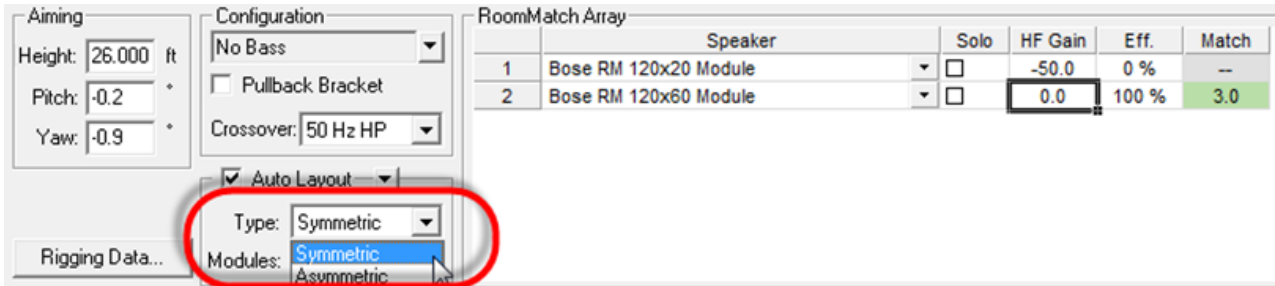 Aiming
Height: 26.000 ft
Pitch: -0.2 °
Yaw: -0.9 °
Rigging Data...
Configuration
No Bass
Pullback Bracket
Crossover: 50 Hz HP
Auto Layout
Type: Symmetric
Modules: Symmetric
Asymmetric
RoomMatch Array
Speaker Solo HF Gain Eff. Match
1 Bose RM 120x20 Module -50.0 0 % --
2 Bose RM 120x60 Module 0.0 100 % 3.0